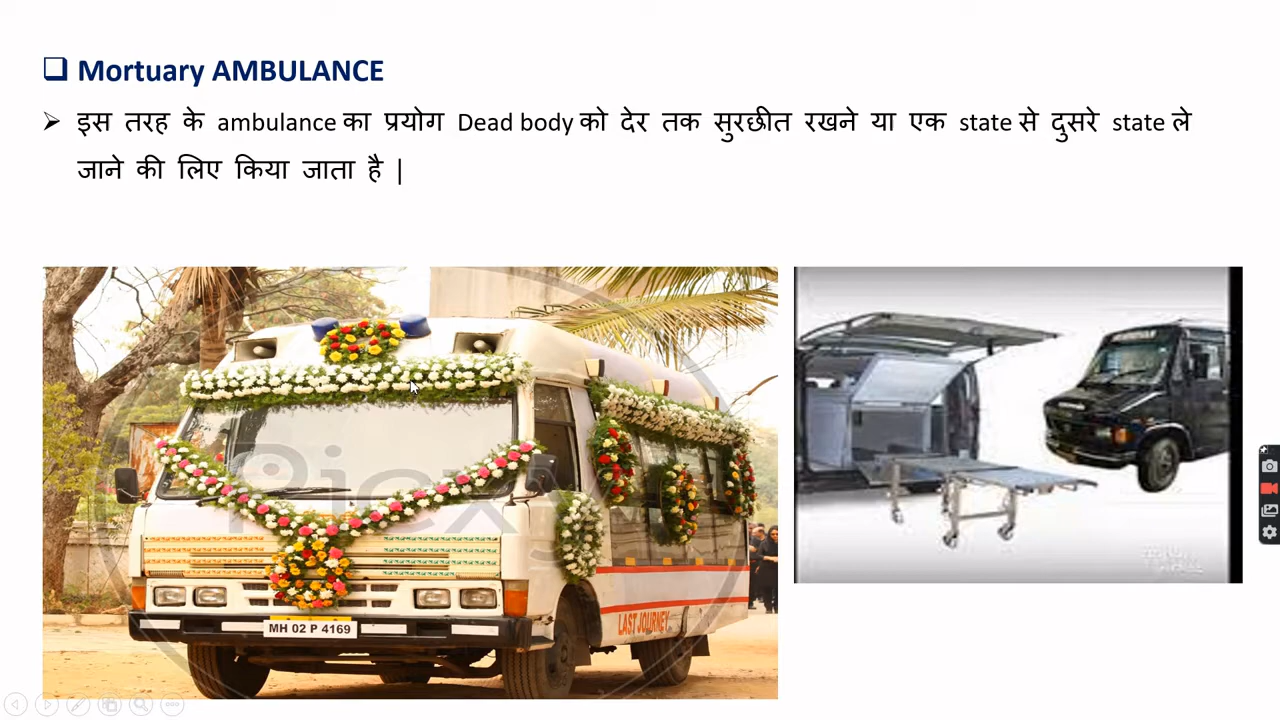 Mortuary AMBULANCE
इस तरह के ambulance का प्रयोग Dead body को देर तक सुरछीत रखने या एक state से दुसरे state ले
जाने की लिए किया जाता है |
MH 02 P 4169
LAST JOURNEY